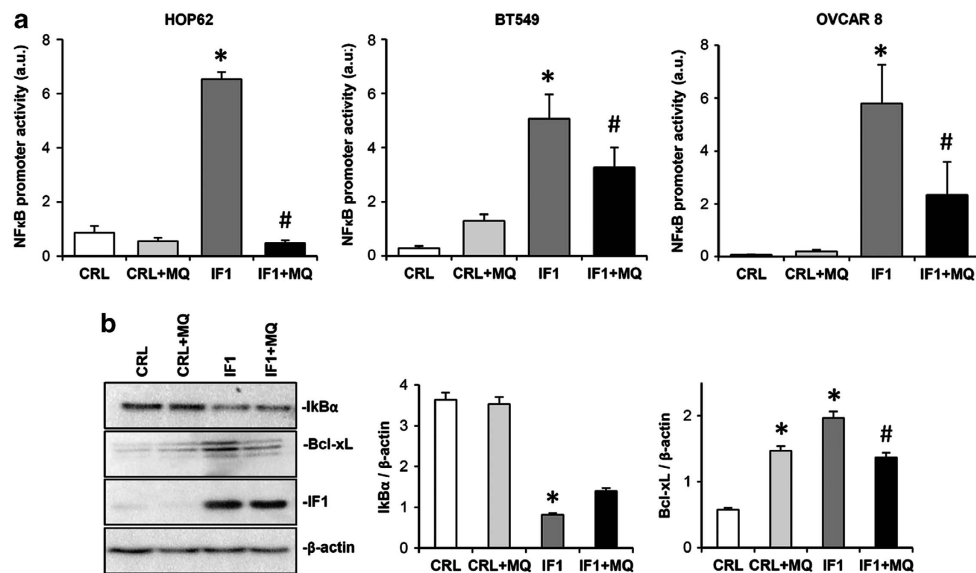 a
HOP62
BT549
OVCAR 8
NFκB promoter activity (a.u.)
8
6
4
2
0
*
#
CRL CRL+MQ IF1 IF1+MQ
NFκB promoter activity (a.u.)
8
6
4
2
0
*
#
CRL CRL+MQ IF1 IF1+MQ
NFκB promoter activity (a.u.)
8
6
4
2
0
*
#
CRL CRL+MQ IF1 IF1+MQ
b
CRL
CRL+MQ
IF1
IF1+MQ
-IkBα
-Bcl-xL
-IF1
-β-actin
IkBα / β-actin
4
3
2
1
0
*
CRL CRL+MQ IF1 IF1+MQ
Bcl-xL / β-actin
2
1
0
*
*
#
CRL CRL+MQ IF1 IF1+MQ